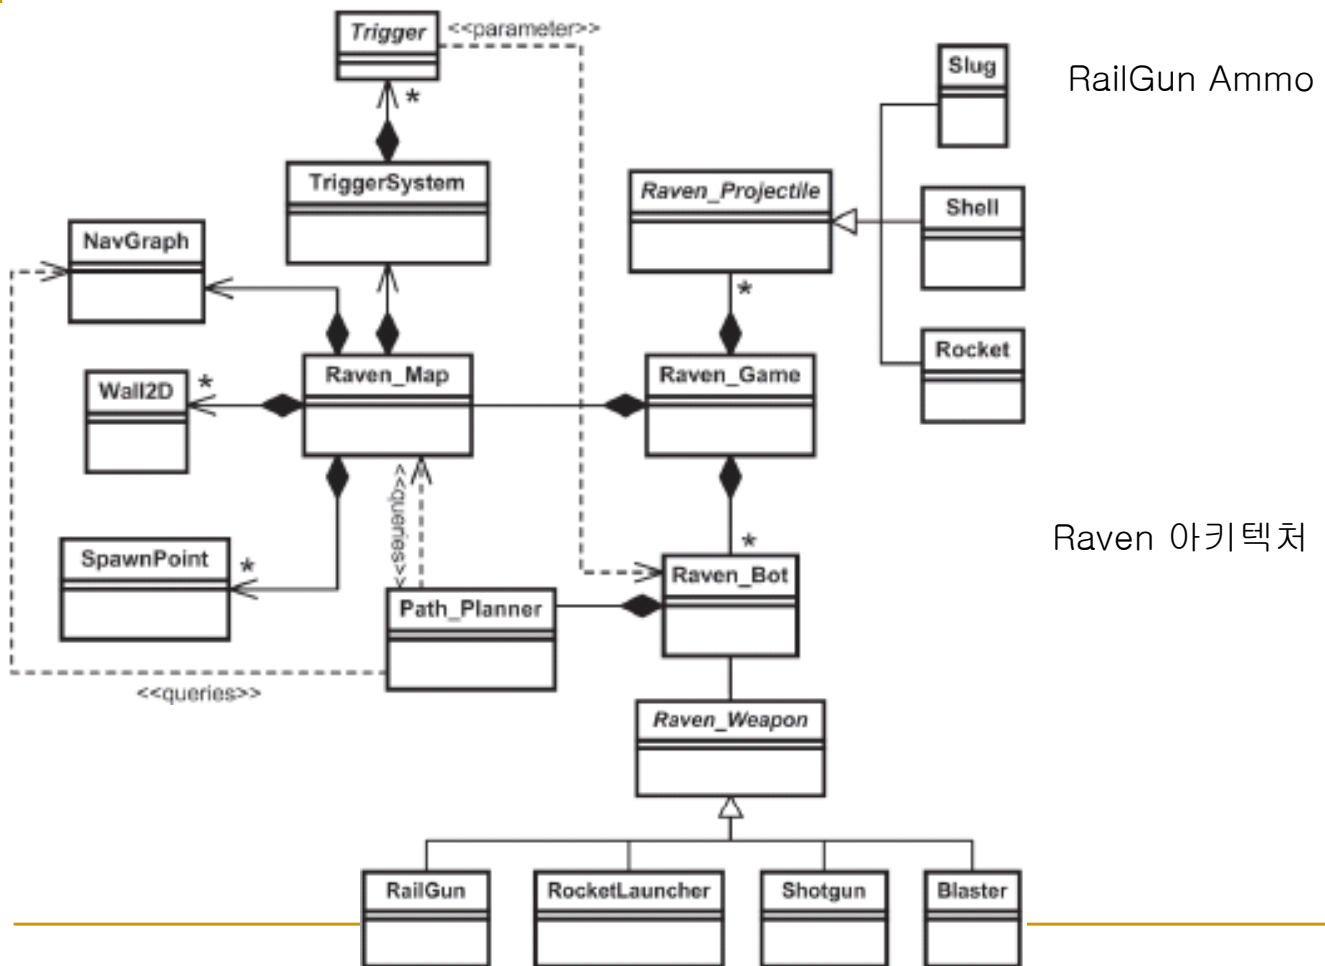 Trigger
<<parameter>>
*
Slug
RailGun Ammo
TriggerSystem
Raven_Projectile
Shell
NavGraph
*
Rocket
Raven_Map
Raven_Game
Wall2D
*
<<queries>>
*
Raven 아키텍처
SpawnPoint
*
Raven_Bot
Path_Planner
<<queries>>
Raven_Weapon
RailGun
RocketLauncher
Shotgun
Blaster